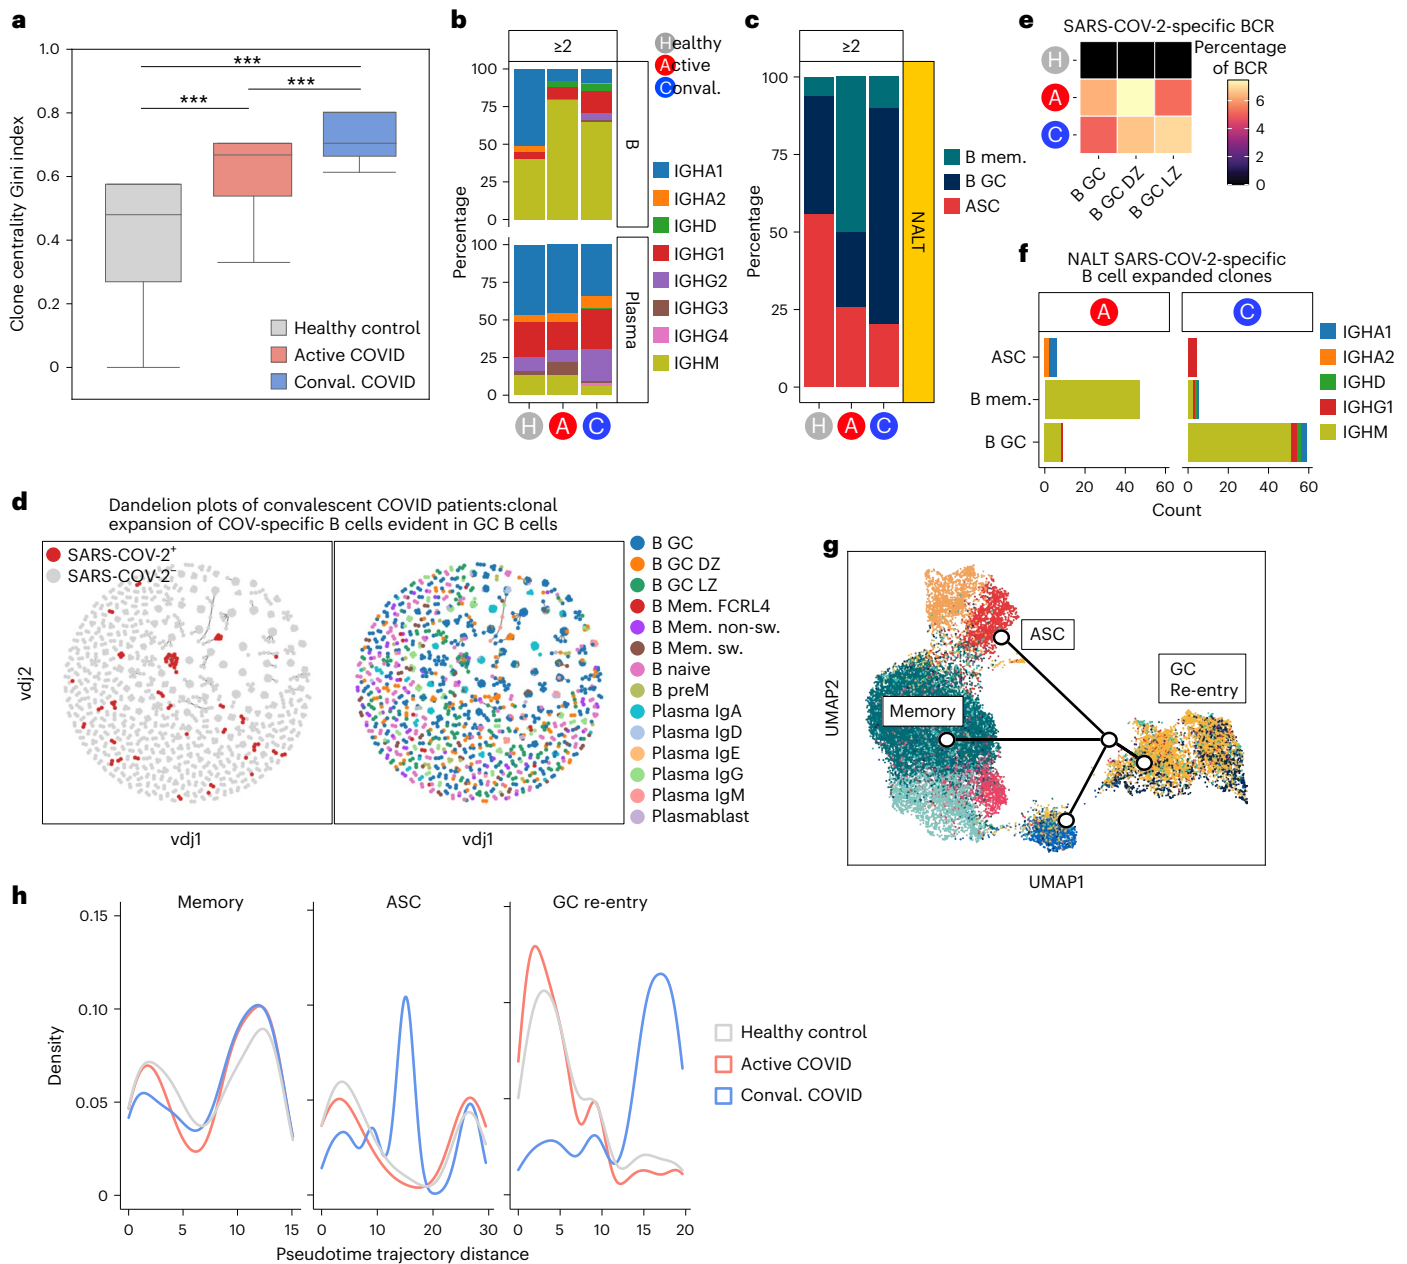 a
1.0
0.8
0.6
0.4
0.2
0
Clone centrality Gini index
***
***
***
Healthy control
Active COVID
Conval. COVID
b
≥2
Healthy
Active
Conval.
100
75
50
25
0
B
100
75
50
25
0
Plasma
Percentage
H A C
IGHA1
IGHA2
IGHD
IGHG1
IGHG2
IGHG3
IGHG4
IGHM
c
≥2
100
75
50
25
0
Percentage
NALT
H A C
B mem.
B GC
ASC
e
SARS-COV-2-specific BCR
H
A
C
B GC
B GC DZ
B GC LZ
Percentage
of BCR
6
4
2
0
f
NALT SARS-COV-2-specific
B cell expanded clones
A C
ASC
B mem.
B GC
0 20 40 60 0 20 40 60
Count
IGHA1
IGHA2
IGHD
IGHG1
IGHM
d
Dandelion plots of convalescent COVID patients:clonal
expansion of COV-specific B cells evident in GC B cells
SARS-COV-2+
SARS-COV-2−
vdj2
vdj1
vdj1
B GC
B GC DZ
B GC LZ
B Mem. FCRL4
B Mem. non-sw.
B Mem. sw.
B naive
B preM
Plasma IgA
Plasma IgD
Plasma IgE
Plasma IgG
Plasma IgM
Plasmablast
g
ASC
GC
Re-entry
Memory
UMAP2
UMAP1
h
Memory
ASC
GC re-entry
0.15
0.10
0.05
0
Density
0 5 10 15
0 10 20 30
0 5 10 15 20
Pseudotime trajectory distance
Healthy control
Active COVID
Conval. COVID